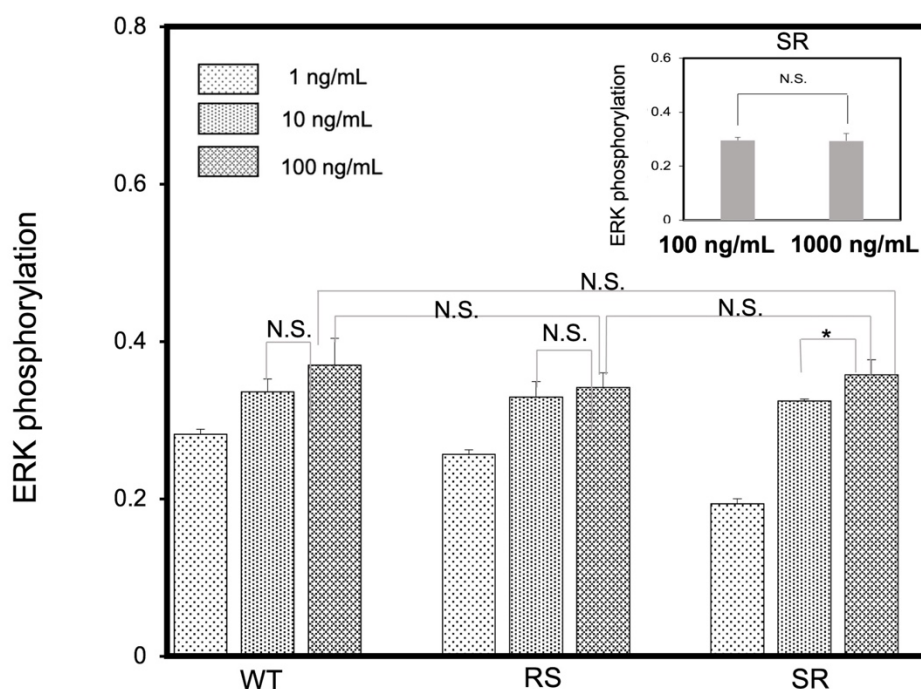 ERK phosphorylation
0.8
0.6
0.4
0.2
0
1 ng/mL
10 ng/mL
100 ng/mL
SR
ERK phosphorylation
0.6
0.4
0.2
0
N.S.
100 ng/mL
1000 ng/mL
N.S.
N.S.
N.S.
N.S.
N.S.
*
WT
RS
SR